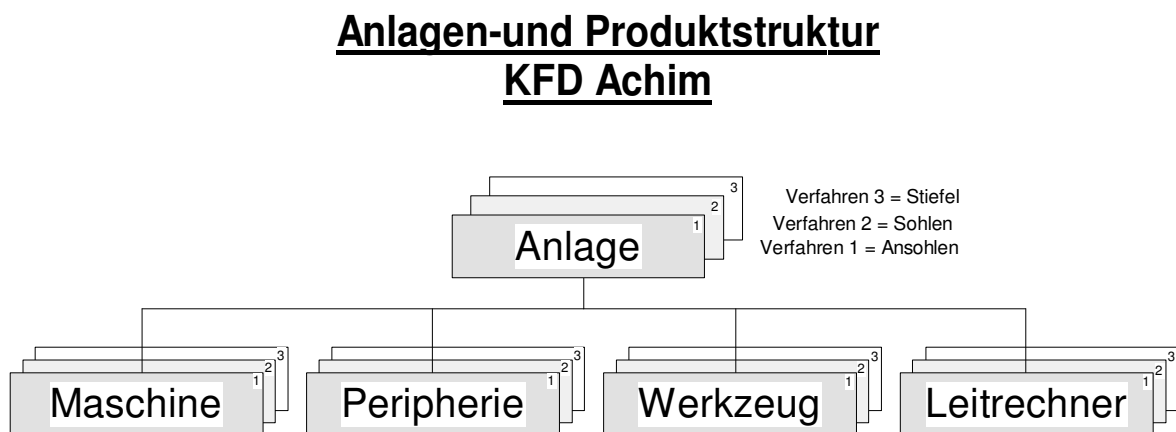 Anlagen-und Produktstruktur
KFD Achim
3
2
1
Anlage
Verfahren 3 = Stiefel
Verfahren 2 = Sohlen
Verfahren 1 = Ansohlen
3
2
1
Maschine
3
2
1
Peripherie
3
2
1
Werkzeug
3
2
1
Leitrechner